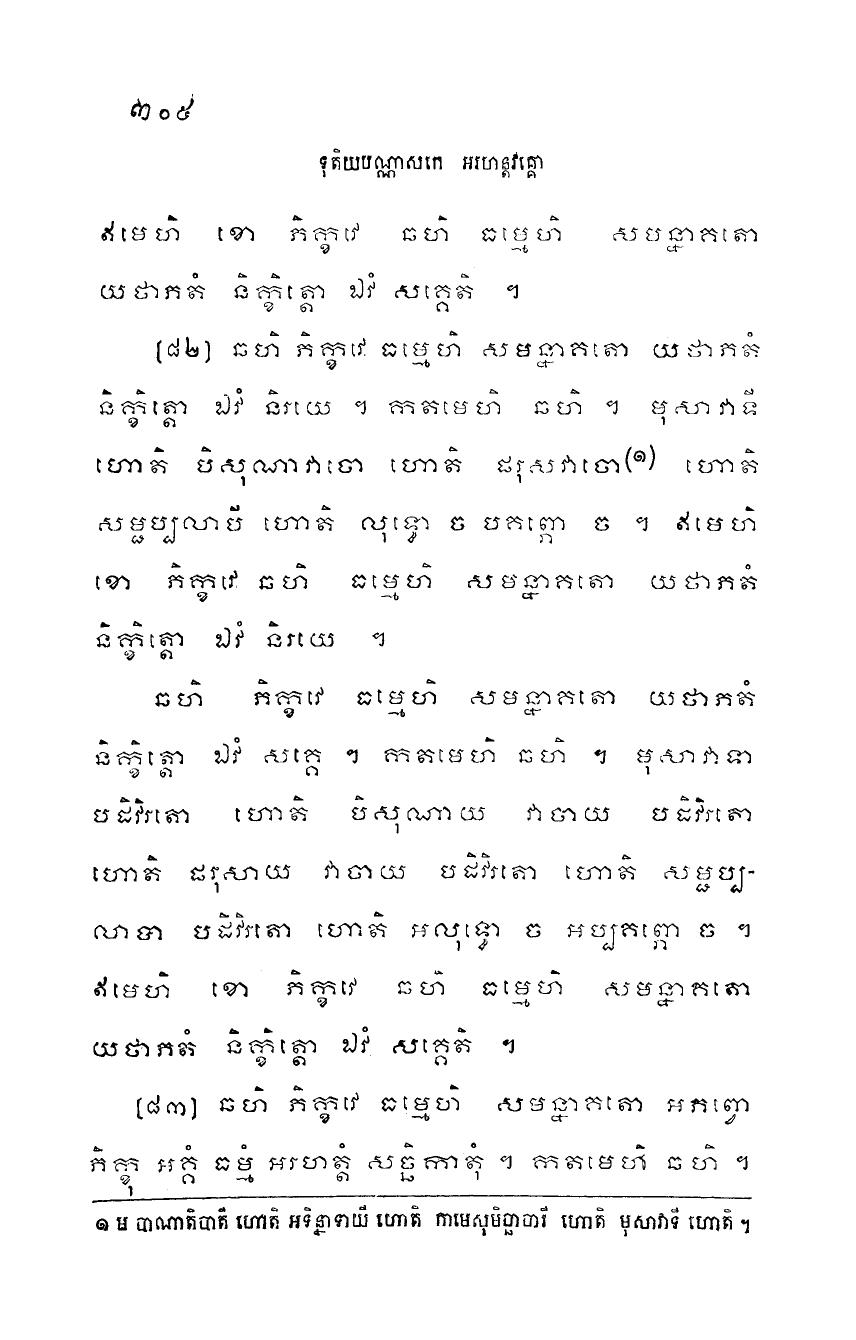 ៣០៩
ទុតិយបណ្ណាសកេ អរហន្តវគ្គោ
ឥមេហិ ខោ ភិក្ខវេ ឆហិ ធម្មេហិ សមន្នាគតោ
យថាភតំ និក្ខិត្តោ ឯវំ សគ្គេតិ ។
[៨២] ឆហិ ភិក្ខវេ ធម្មេហិ សមន្នាគតោ យថាភតំ
និក្ខិត្តោ ឯវំ និរយេ ។ កតមេហិ ឆហិ ។ មុសាវាទី
ហោតិ បិសុណាវាចោ ហោតិ ផរុសវាចោ(១) ហោតិ
សម្ផប្បលាបី ហោតិ លុទ្ធោ ច បគព្ភោ ច ។ ឥមេហិ
ខោ ភិក្ខវេ ឆហិ ធម្មេហិ សមន្នាគតោ យថាភតំ
និក្ខិត្តោ ឯវំ និរយេ ។
ឆហិ ភិក្ខវេ ធម្មេហិ សមន្នាគតោ យថាភតំ
និក្ខិត្តោ ឯវំ សគ្គេ ។ កតមេហិ ឆហិ ។ មុសាវាទា
បដិវិរតោ ហោតិ បិសុណាយ វាចាយ បដិវិរតោ
ហោតិ ផរុសាយ វាចាយ បដិវិរតោ ហោតិ សម្ផប្ប-
លាបា បដិវិរតោ ហោតិ អលុទ្ធោ ច អប្បគព្ភោ ច ។
ឥមេហិ ខោ ភិក្ខវេ ឆហិ ធម្មេហិ សមន្នាគតោ
យថាភតំ និក្ខិត្តោ ឯវំ សគ្គេតិ ។
[៨៣] ឆហិ ភិក្ខវេ ធម្មេហិ សមន្នាគតោ អភព្វោ
ភិក្ខុ អគ្គំ ធម្មំ អរហត្តំ សច្ឆិកាតុំ ។ កតមេហិ ឆហិ ។
១ ម បាណាតិបាតី ហោតិ អទិន្នាទាយី ហោតិ កាមេសុមិច្ឆាចារី ហោតិ មុសាវាទី ហោតិ ។